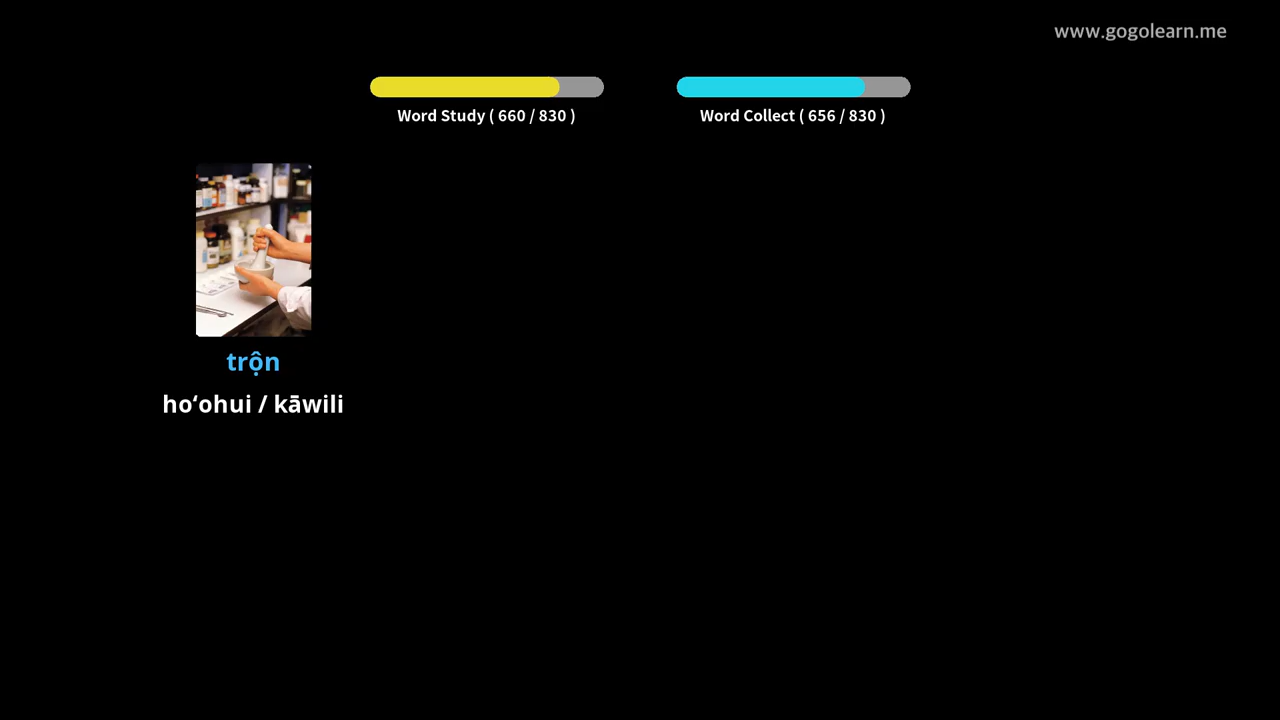 www.gogolearn.me
Word Study ( 660 / 830 )
Word Collect ( 656 / 830 )
trộn
hoʻohui / kāwili